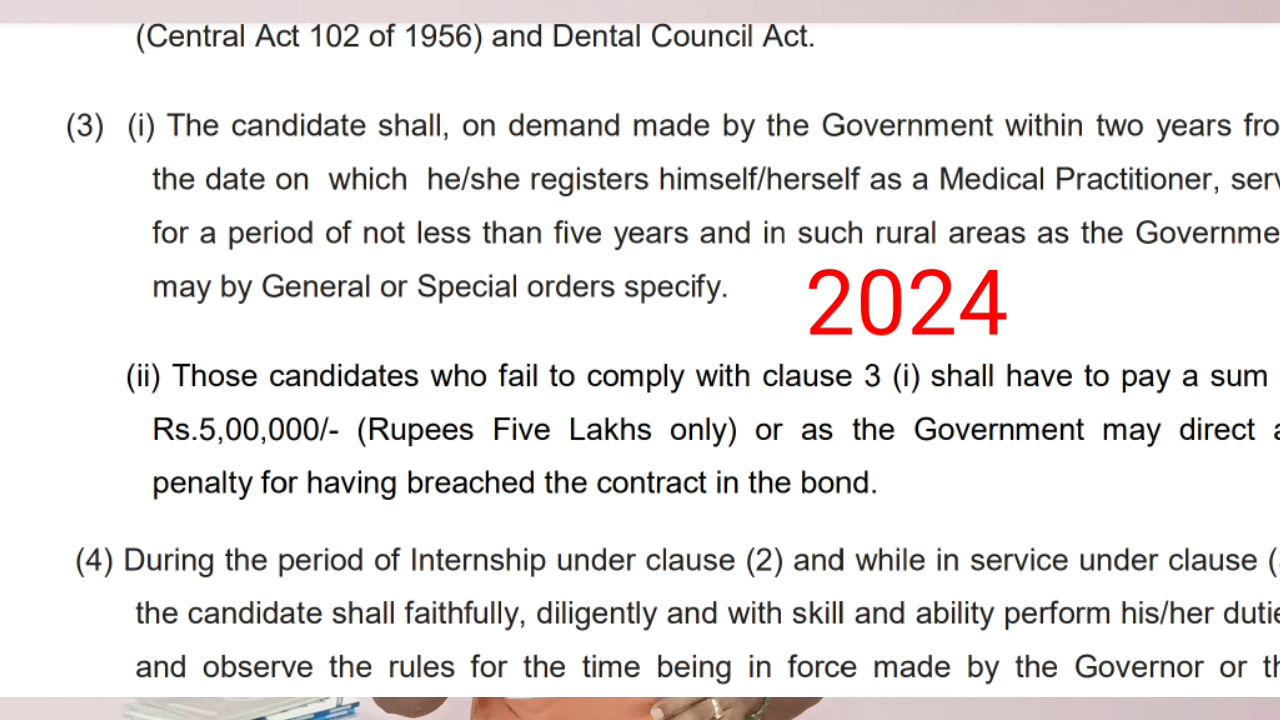 (Central Act 102 of 1956) and Dental Council Act.
(3) (i) The candidate shall, on demand made by the Government within two years fro
the date on which he/she registers himself/herself as a Medical Practitioner, serv
for a period of not less than five years and in such rural areas as the Governme
may by General or Special orders specify.
2024
(ii) Those candidates who fail to comply with clause 3 (i) shall have to pay a sum
Rs.5,00,000/- (Rupees Five Lakhs only) or as the Government may direct a
penalty for having breached the contract in the bond.
(4) During the period of Internship under clause (2) and while in service under clause (
the candidate shall faithfully, diligently and with skill and ability perform his/her dutie
and observe the rules for the time being in force made by the Governor or th